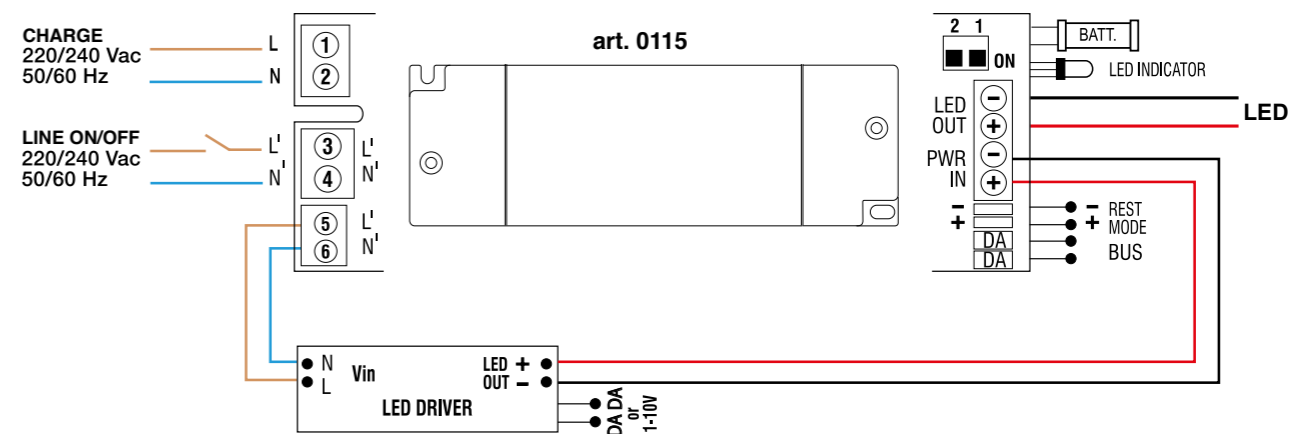 CHARGE
220/240 Vac
50/60 Hz
L
N
1
2
LINE ON/OFF
220/240 Vac
50/60 Hz
L'
N'
3
4
L'
N'
5
6
L'
N'
art. 0115
2 1
ON
BATT.
LED INDICATOR
LED
OUT
−
+
LED
PWR
IN
−
+
−
+
− REST
+ MODE
DA
DA
BUS
N
L
Vin
LED +
OUT −
LED DRIVER
DA DA
or
1-10V